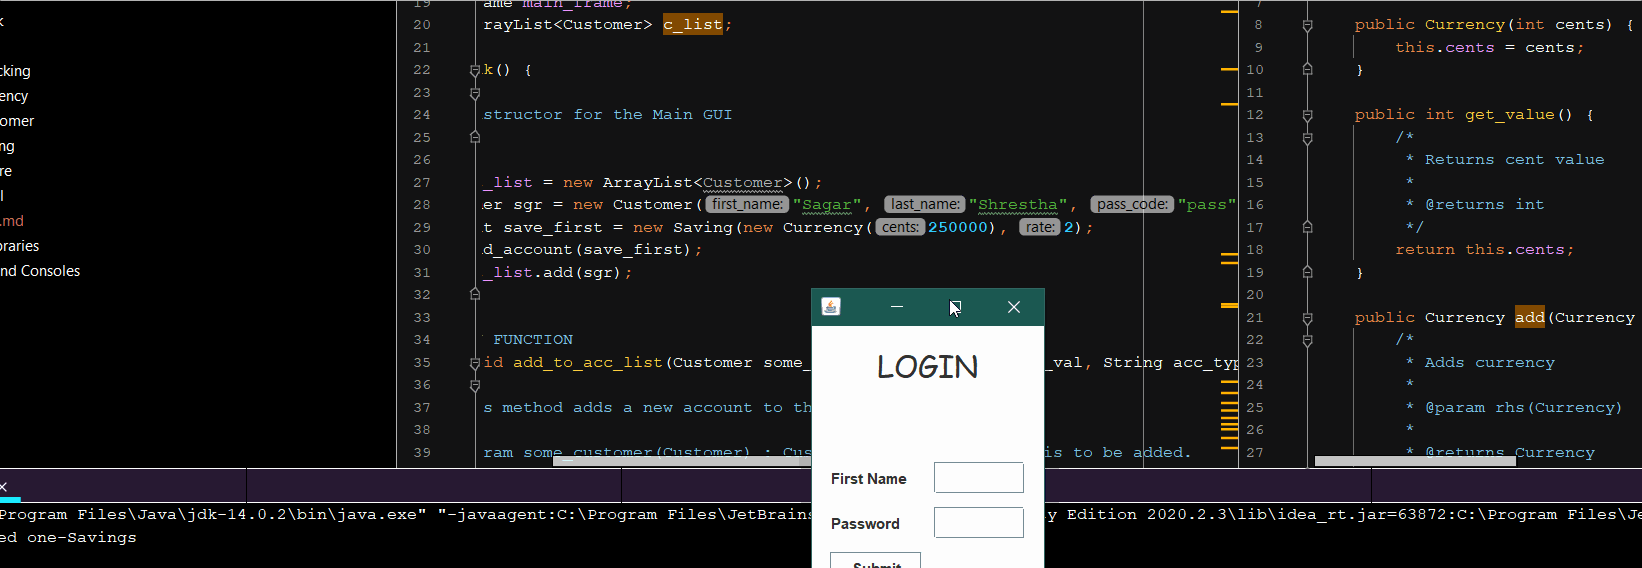 k
cking
ency
omer
ng
re
l
.md
praries
nd Consoles
19 ame main_frame;
20 rayList<Customer> c_list;
21
22 k() {
23
24 structor for the Main GUI
25
26
27 _list = new ArrayList<Customer>();
28 er sgr = new Customer( first_name: "Sagar", last_name: "Shrestha", pass_code: "pass"
29 t save_first = new Saving(new Currency( cents: 250000), rate: 2);
30 d_account(save_first);
31 _list.add(sgr);
32
33
34 FUNCTION
35 id add_to_acc_list(Customer some_ _val, String acc_typ
36
37 s method adds a new account to th
38
39 ram some_customer(Customer) : Cus is to be added.
7
8 public Currency(int cents) {
9 this.cents = cents;
10 }
11
12 public int get_value() {
13 /*
14 * Returns cent value
15 *
16 * @returns int
17 */
18 return this.cents;
19 }
20
21 public Currency add(Currency
22 /*
23 * Adds currency
24 *
25 * @param rhs(Currency)
26 *
27 * @returns Currency
LOGIN
First Name
Password
Submit
Program Files\Java\jdk-14.0.2\bin\java.exe" "-javaagent:C:\Program Files\JetBrains y Edition 2020.2.3\lib\idea_rt.jar=63872:C:\Program Files\Je
ed one-Savings